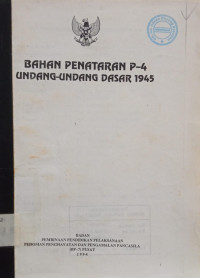 BAHAN PENATARAN P-4
UNDANG-UNDANG DASAR 1945
BADAN
PEMBINAAN PENDIDIKAN PELAKSANAAN
PEDOMAN PENGHAYATAN DAN PENGAMALAN PANCASILA
(BP-7) PUSAT